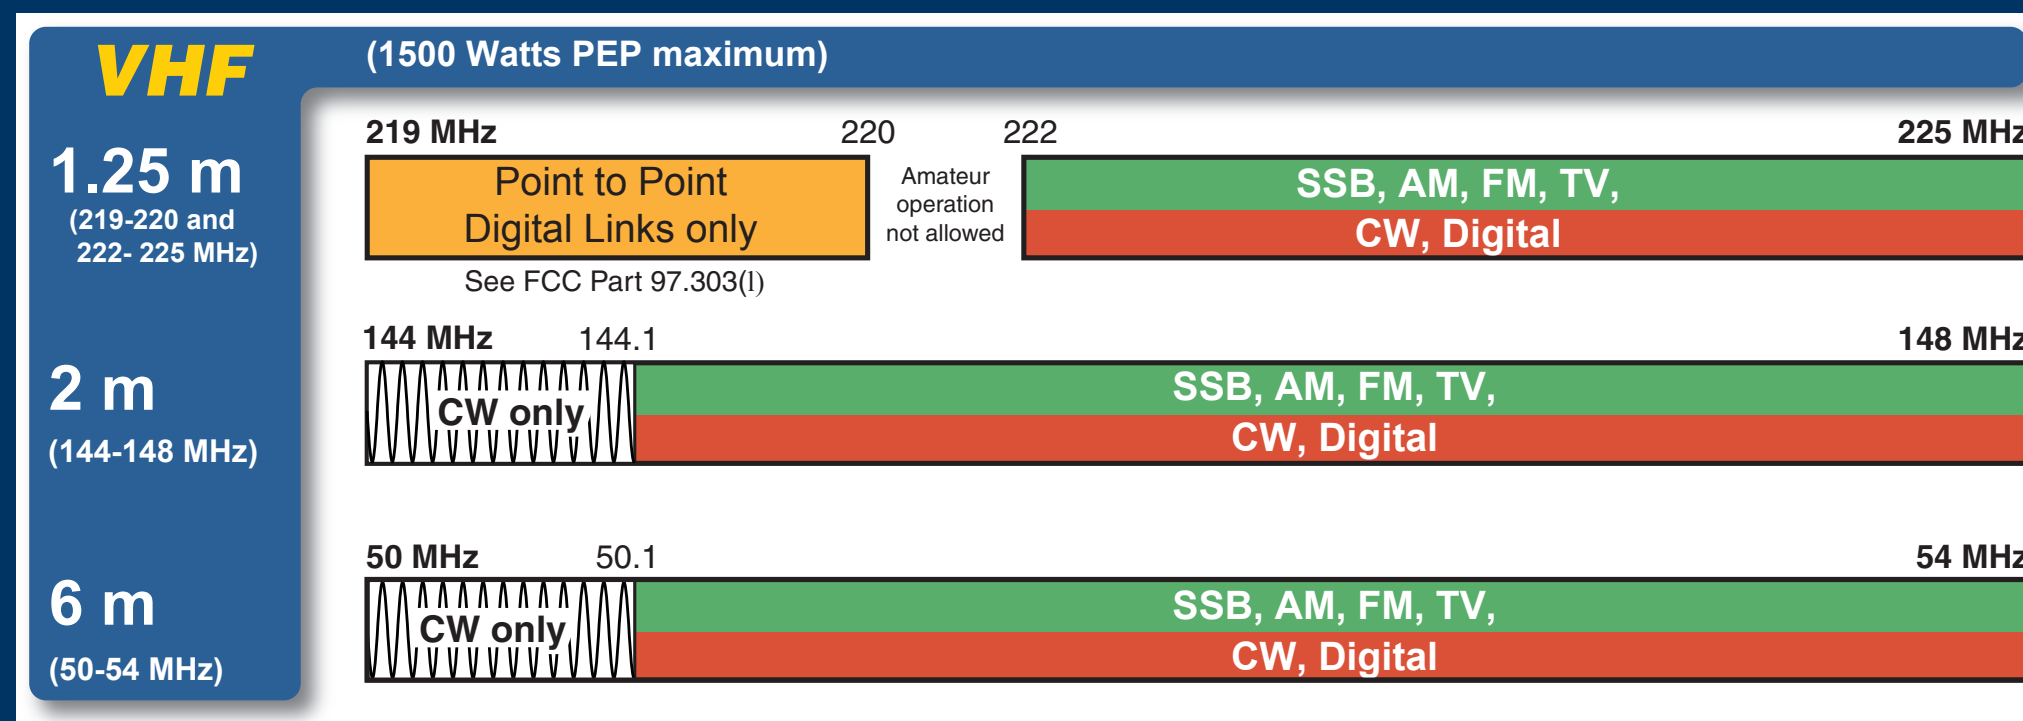 VHF
(1500 Watts PEP maximum)
1.25 m
(219-220 and
222- 225 MHz)
219 MHz
220
222
225 MHz
Point to Point
Digital Links only
Amateur
operation
not allowed
SSB, AM, FM, TV,
CW, Digital
See FCC Part 97.303(l)
2 m
(144-148 MHz)
144 MHz
144.1
148 MHz
CW only
SSB, AM, FM, TV,
CW, Digital
6 m
(50-54 MHz)
50 MHz
50.1
54 MHz
CW only
SSB, AM, FM, TV,
CW, Digital